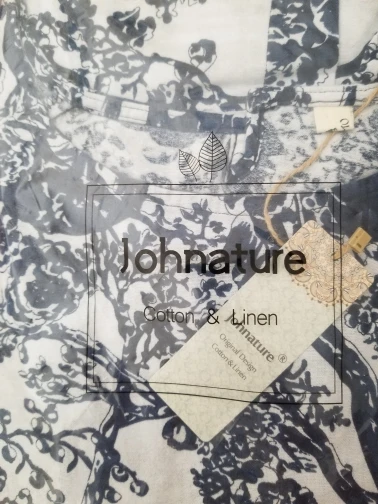 Johnature
Cotton & Linen
Johnature ®
Original Design
Cotton & Linen